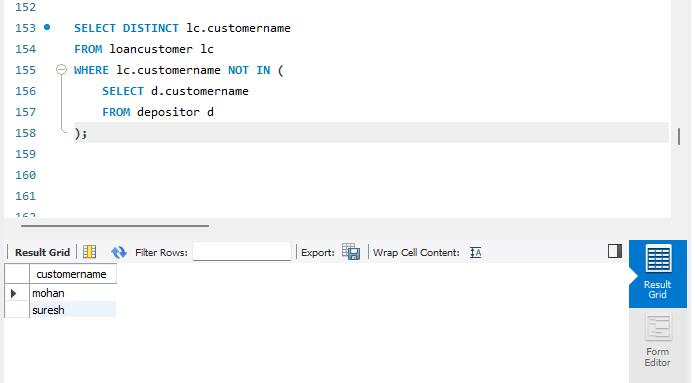 152
153 SELECT DISTINCT lc.customername
154 FROM loancustomer lc
155 WHERE lc.customername NOT IN (
156 SELECT d.customername
157 FROM depositor d
158 );
159
160
161
162
Result Grid Filter Rows: Export: Wrap Cell Content: IA
customername
mohan
suresh
Result
Grid
Form
Editor